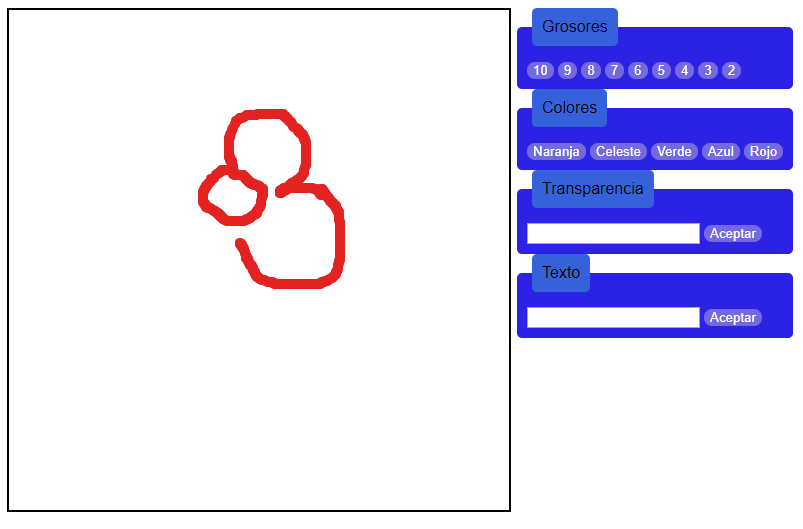 Grosores
10 9 8 7 6 5 4 3 2
Colores
Naranja Celeste Verde Azul Rojo
Transparencia
Aceptar
Texto
Aceptar